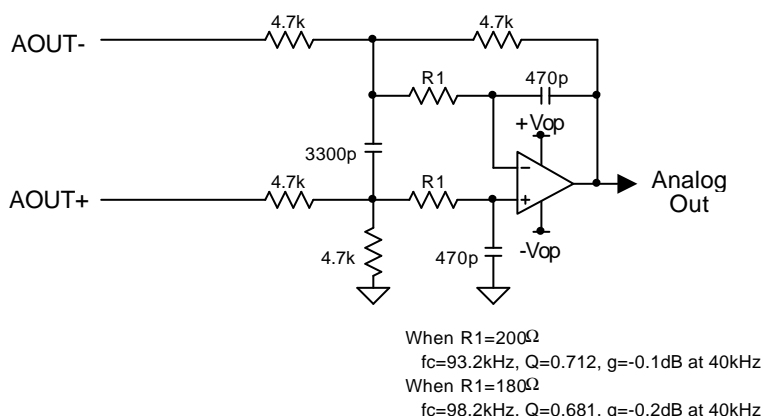 4.7k
4.7k
AOUT-
R1
470p
+Vop
3300p
4.7k
R1
−
+
Analog
Out
AOUT+
4.7k
470p
-Vop
When R1=200Ω
fc=93.2kHz, Q=0.712, g=-0.1dB at 40kHz
When R1=180Ω
fc=98.2kHz, Q=0.681, g=-0.2dB at 40kHz